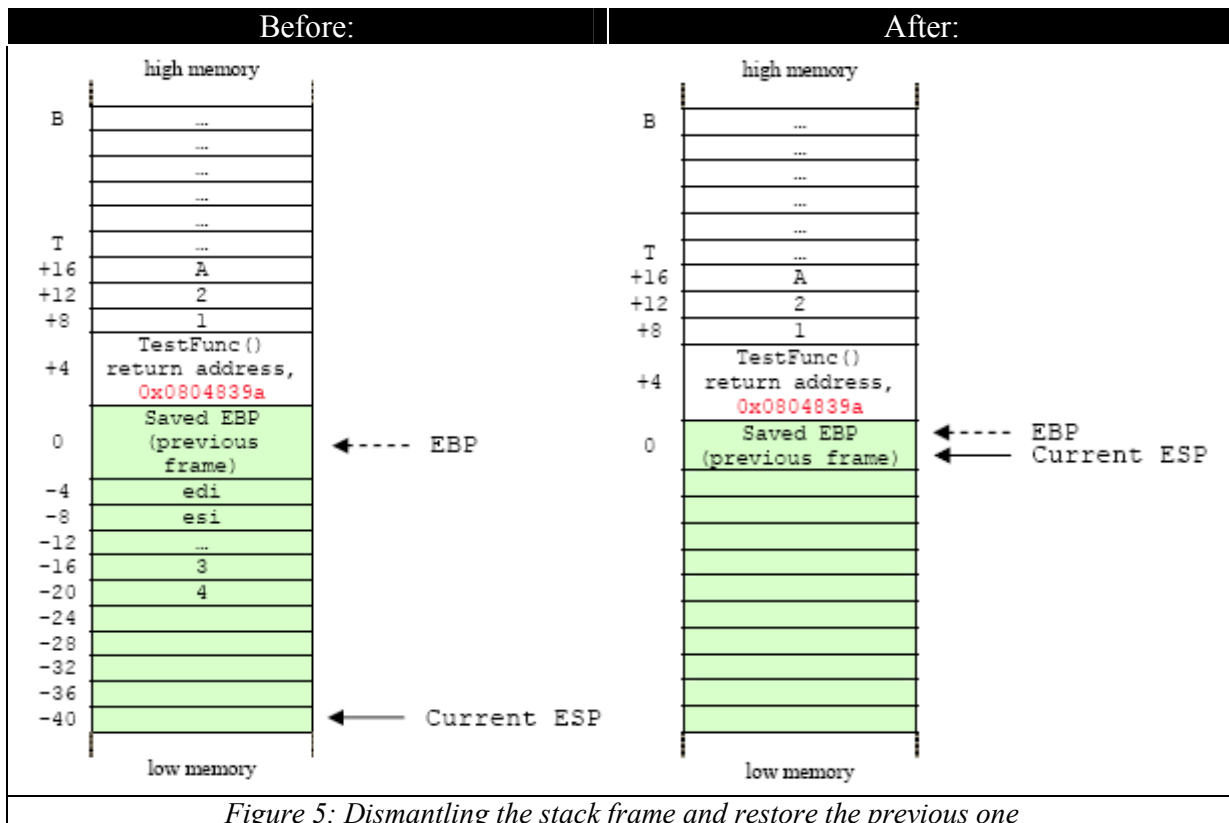 Before:
After:
high memory
B ...
...
...
...
...
T ...
+16 A
+12 2
+8 1
TestFunc()
+4 return address,
0x0804839a
Saved EBP
0 (previous EBP
frame)
-4 edi
-8 esi
-12 ...
-16 3
-20 4
-24
-28
-32
-36
-40 Current ESP
low memory
high memory
B ...
...
...
...
...
T ...
+16 A
+12 2
+8 1
TestFunc()
+4 return address,
0x0804839a
Saved EBP EBP
0 (previous frame) Current ESP
low memory
Figure 5: Dismantling the stack frame and restore the previous one